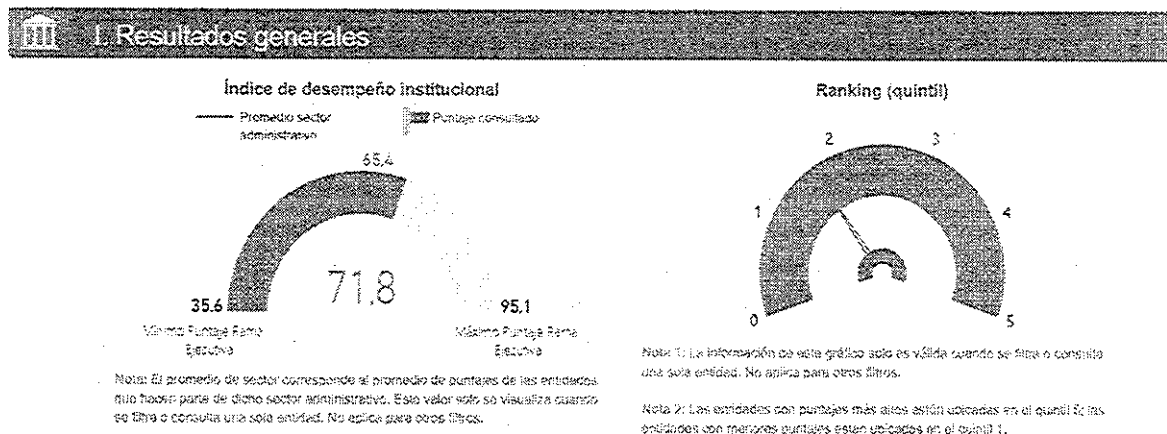 I. Resultados generales
Índice de desempeño institucional
Promedio sector
administrativo
Puntaje consultado
65,4
71,8
35,6
Mínimo Puntaje Rama
Ejecutiva
95,1
Máximo Puntaje Rama
Ejecutiva
Nota: El promedio de sector corresponde al promedio de puntajes de las entidades
que hacen parte de dicho sector administrativo. Este valor solo se visualiza cuando
se filtra o consulta una sola entidad. No aplica para otros filtros.
Ranking (quintil)
0
1
2
3
4
5
Nota 1: La información de este gráfico solo es válida cuando se filtra o consulta
una sola entidad. No aplica para otros filtros.
Nota 2: Las entidades con puntajes más altos están ubicadas en el quintil 5; las
entidades con menores puntajes están ubicados en el quintil 1.